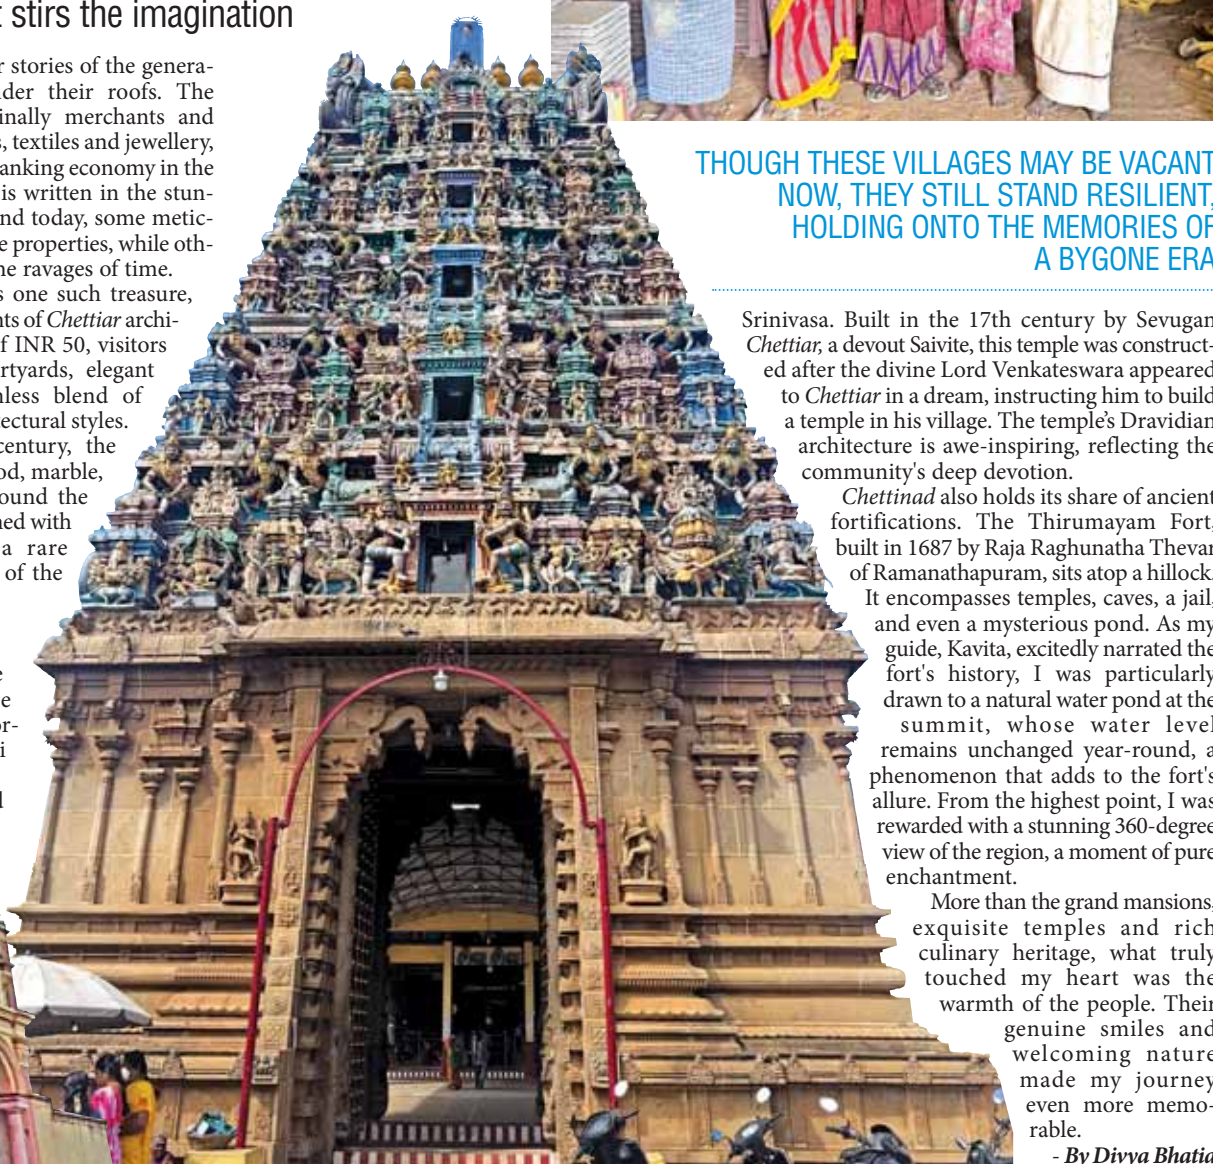 stirs the imagination
stories of the genera-
their roofs. The
merchants and
textiles and jewellery,
economy in the
is written in the stun-
today, some metic-
properties, while oth-
ravages of time.
one such treasure,
of Chettiar archi-
INR 50, visitors
elegant
blend of
styles.
century, the
marble,
the
with
a rare
of the
THOUGH THESE VILLAGES MAY BE VACANT
NOW, THEY STILL STAND RESILIENT,
HOLDING ONTO THE MEMORIES OF
A BYGONE ERA
Srinivasa. Built in the 17th century by Sevugan
Chettiar, a devout Saivite, this temple was construct-
ed after the divine Lord Venkateswara appeared
to Chettiar in a dream, instructing him to build
a temple in his village. The temple's Dravidian
architecture is awe-inspiring, reflecting the
community's deep devotion.
Chettinad also holds its share of ancient
fortifications. The Thirumayam Fort,
built in 1687 by Raja Raghunatha Thevar
of Ramanathapuram, sits atop a hillock.
It encompasses temples, caves, a jail,
and even a mysterious pond. As my
guide, Kavita, excitedly narrated the
fort's history, I was particularly
drawn to a natural water pond at the
summit, whose water level
remains unchanged year-round, a
phenomenon that adds to the fort's
allure. From the highest point, I was
rewarded with a stunning 360-degree
view of the region, a moment of pure
enchantment.
More than the grand mansions,
exquisite temples and rich
culinary heritage, what truly
touched my heart was the
warmth of the people. Their
genuine smiles and
welcoming nature
made my journey
even more memo-
rable.
- By Divya Bhatia